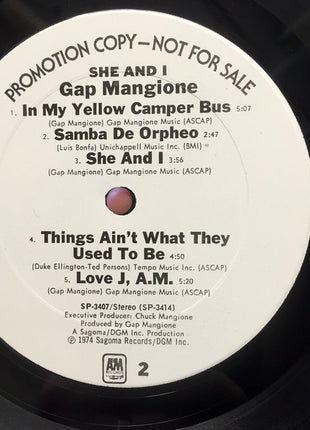 PROMOTION COPY—NOT FOR SALE
SHE AND I
Gap Mangione
1. In My Yellow Camper Bus 5:07
(Gap Mangione) Gap Mangione Music (ASCAP)
2. Samba De Orpheo 2:47
(Luis Bonfa) Unichappell Music Inc. (BMI)
3. She And I 3:56
(Gap Mangione) Gap Mangione Music (ASCAP)
4. Things Ain't What They
Used To Be 4:50
(Duke Ellington-Ted Persons) Tempo Music Inc. (ASCAP)
5. Love J, A.M. 5:20
(Gap Mangione) Gap Mangione Music (ASCAP)
SP-3407/Stereo (SP-3414)
Executive Producer: Chuck Mangione
Produced by Gap Mangione
A Sagoma/DGM Inc. Production
℗ 1974 Sagoma Records/DGM Inc.
A&M
RECORDS
2